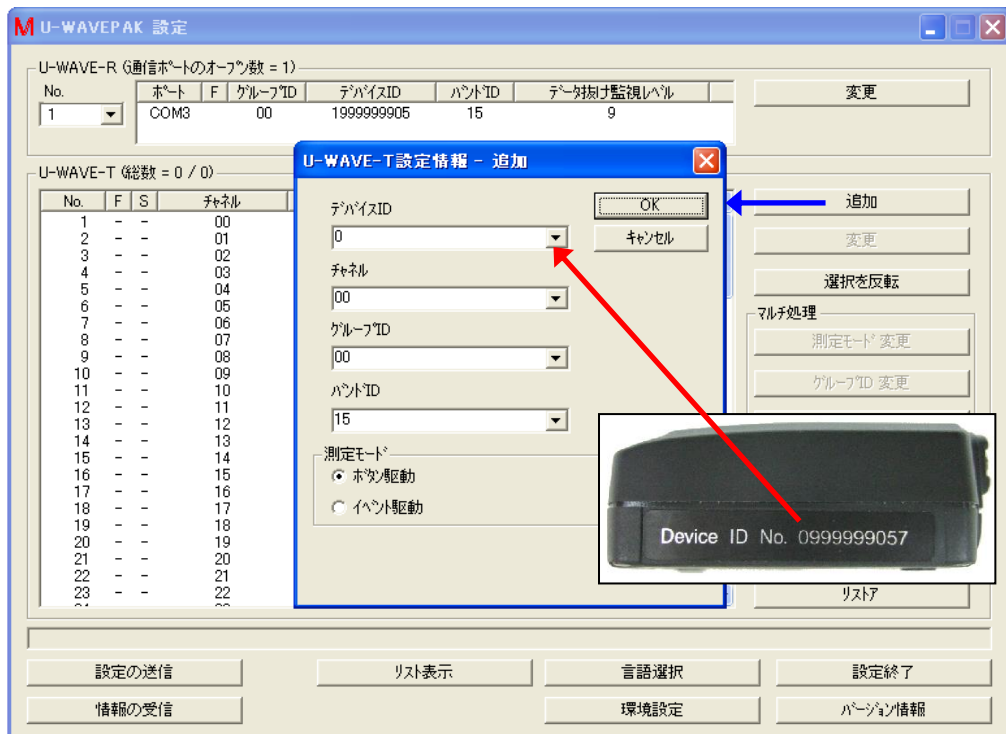 M U-WAVEPAK 設定
U-WAVE-R (通信ポートのオープン数 = 1)
No.
1
ポート F グループID デバイスID バンドID データ抜け監視レベル
COM3 00 1999999905 15 9
変更
U-WAVE-T (総数 = 0 / 0)
No. F S チャネル
1 - - 00
2 - - 01
3 - - 02
4 - - 03
5 - - 04
6 - - 05
7 - - 06
8 - - 07
9 - - 08
10 - - 09
11 - - 10
12 - - 11
13 - - 12
14 - - 13
15 - - 14
16 - - 15
17 - - 16
18 - - 17
19 - - 18
20 - - 19
21 - - 20
22 - - 21
23 - - 22
U-WAVE-T設定情報 - 追加
デバイスID
0
チャネル
00
グループID
00
バンドID
15
測定モード
ボタン駆動
イベント駆動
OK
キャンセル
追加
変更
選択を反転
マルチ処理
測定モード変更
グループID 変更
Device ID No. 0999999057
リストア
設定の送信
リスト表示
言語選択
設定終了
情報の受信
環境設定
バージョン情報